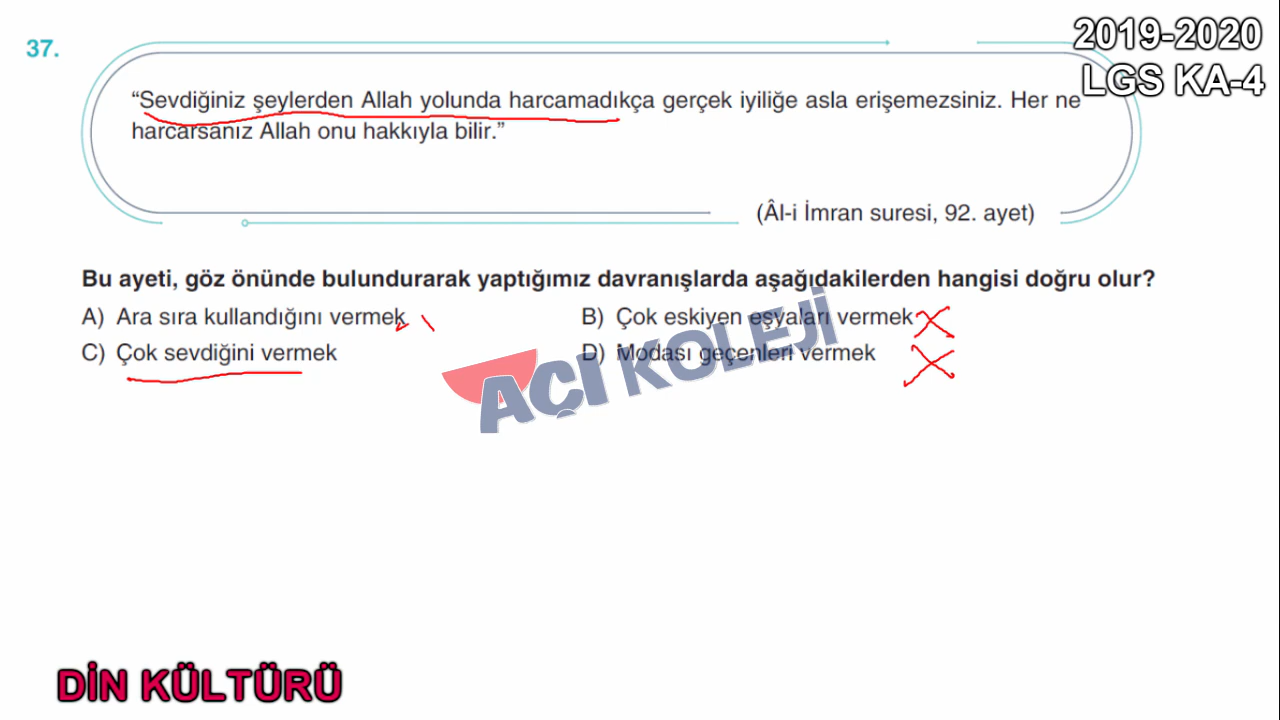 2019-2020
LGS KA-4
37.
“Sevdiğiniz şeylerden Allah yolunda harcamadıkça gerçek iyiliğe asla erişemezsiniz. Her ne
harcarsanız Allah onu hakkıyla bilir.”
(Âl-i İmran suresi, 92. ayet)
Bu ayeti, göz önünde bulundurarak yaptığımız davranışlarda aşağıdakilerden hangisi doğru olur?
A) Ara sıra kullandığını vermek
B) Çok eskiyen eşyaları vermek
C) Çok sevdiğini vermek
D) Modası geçenleri vermek
AÇI KOLEJİ
DİN KÜLTÜRÜ